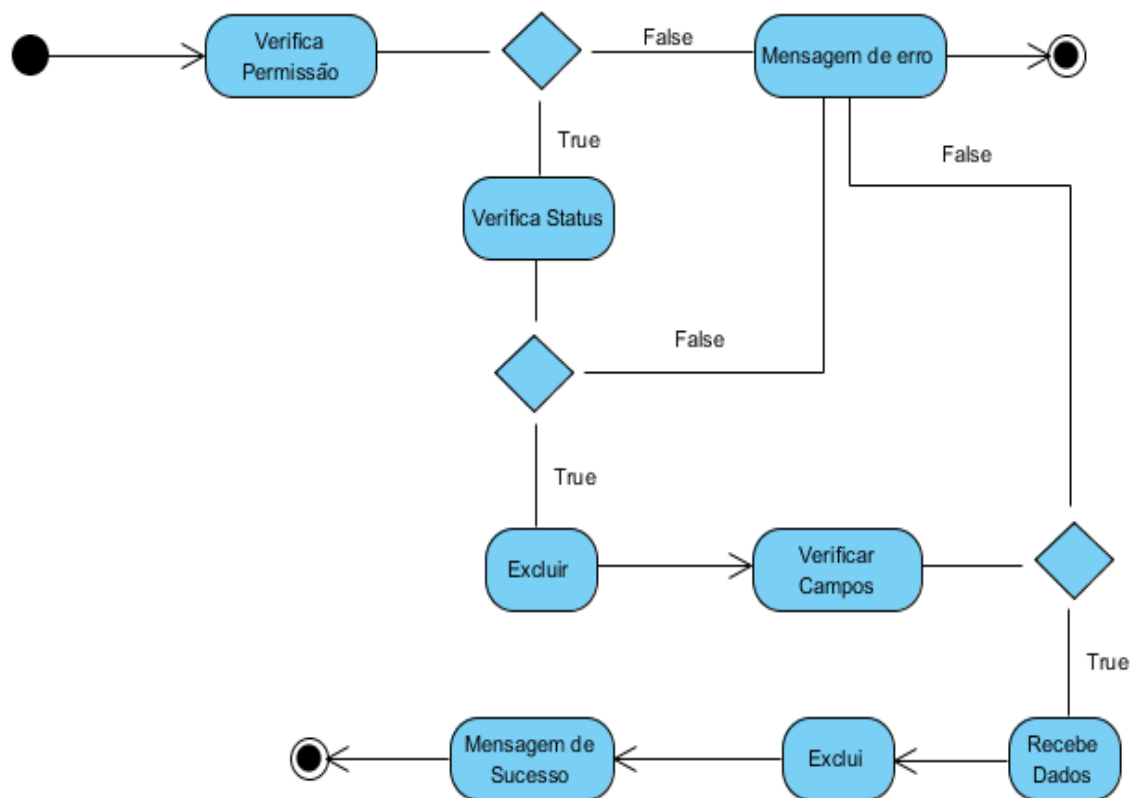 Verifica
Permissão
False
Mensagem de erro
True
False
Verifica Status
False
True
Excluir
Verificar
Campos
True
Mensagem de
Sucesso
Exclui
Recebe
Dados